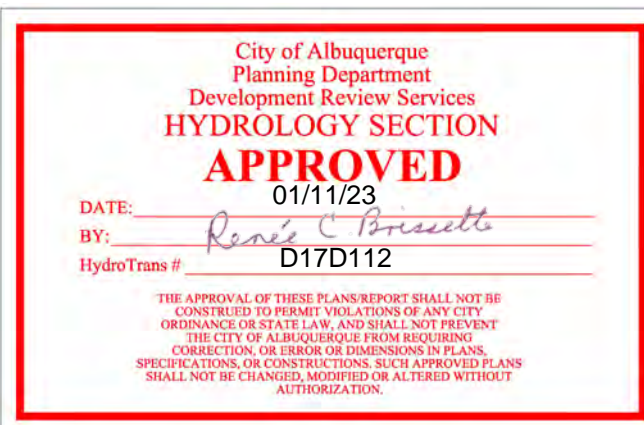 City of Albuquerque
Planning Department
Development Review Services
HYDROLOGY SECTION
APPROVED
DATE: 01/11/23
BY: Renée C Brissette
HydroTrans # D17D112
THE APPROVAL OF THESE PLANS/REPORT SHALL NOT BE
CONSTRUED TO PERMIT VIOLATIONS OF ANY CITY
ORDINANCE OR STATE LAW, AND SHALL NOT PREVENT
THE CITY OF ALBUQUERQUE FROM REQUIRING
CORRECTION, OR ERROR OR DIMENSIONS IN PLANS,
SPECIFICATIONS, OR CONSTRUCTIONS. SUCH APPROVED PLANS
SHALL NOT BE CHANGED, MODIFIED OR ALTERED WITHOUT
AUTHORIZATION.